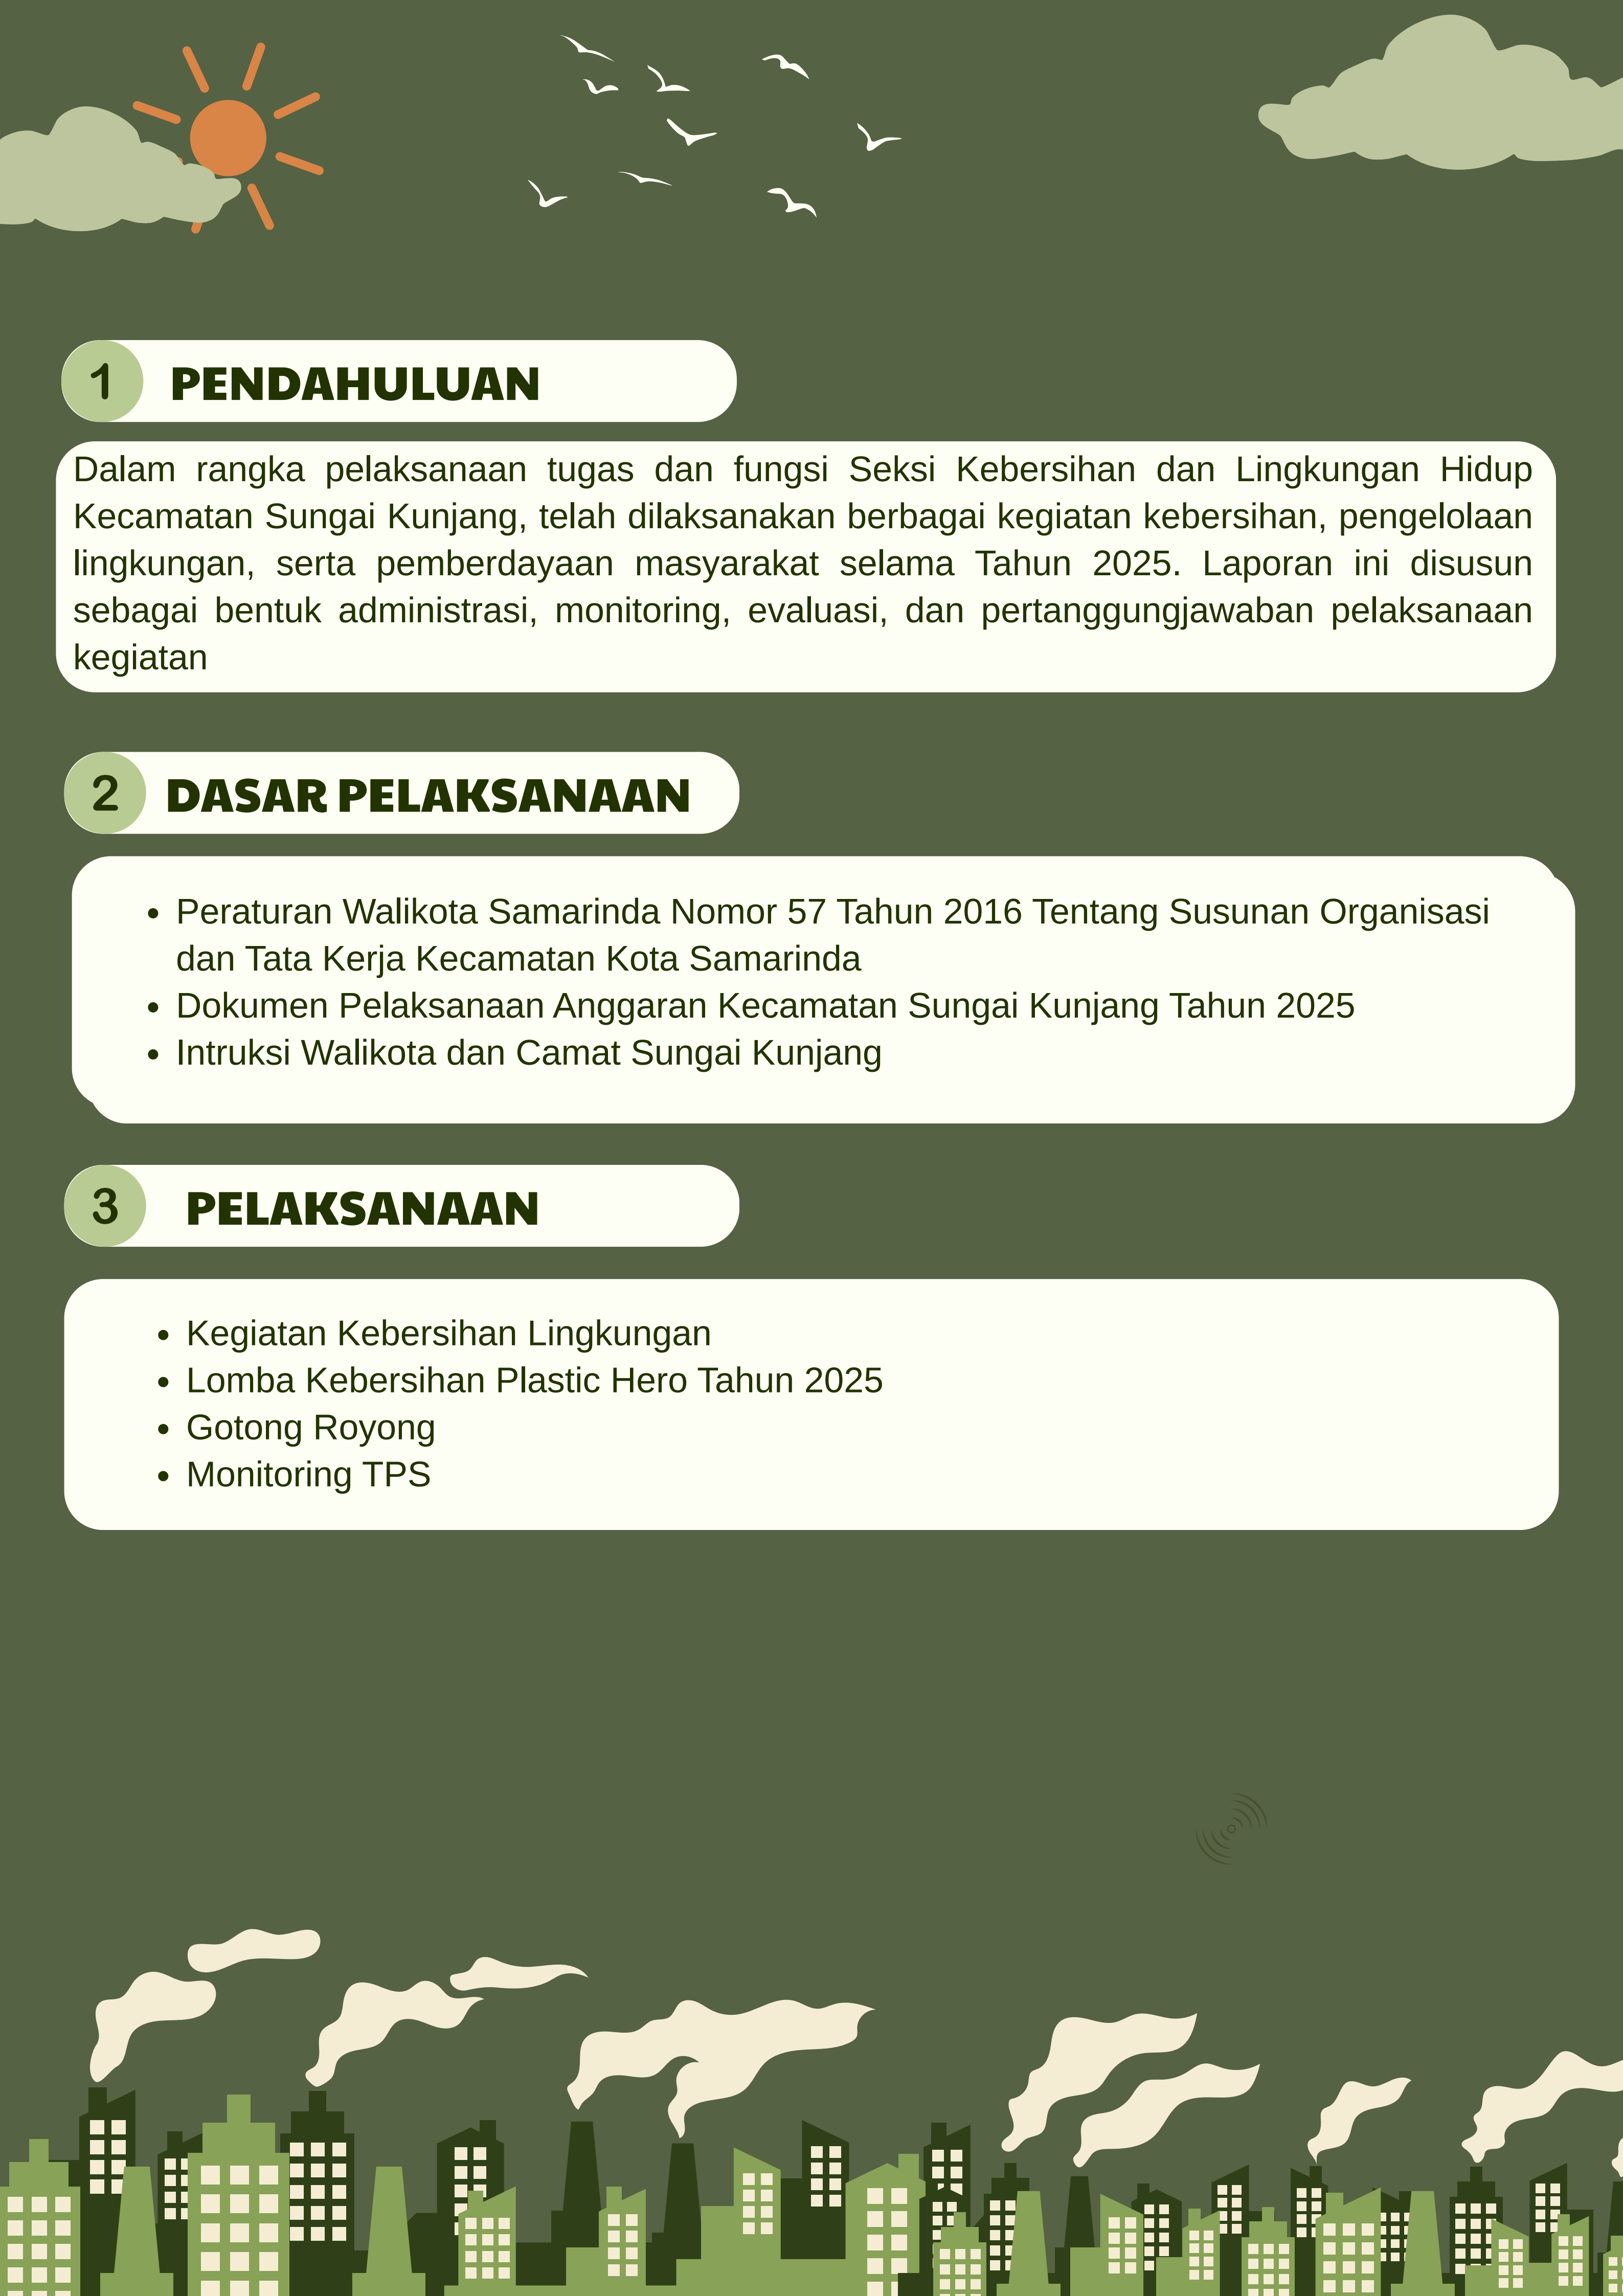 1 PENDAHULUAN
Dalam rangka pelaksanaan tugas dan fungsi Seksi Kebersihan dan Lingkungan Hidup
Kecamatan Sungai Kunjang, telah dilaksanakan berbagai kegiatan kebersihan, pengelolaan
lingkungan, serta pemberdayaan masyarakat selama Tahun 2025. Laporan ini disusun
sebagai bentuk administrasi, monitoring, evaluasi, dan pertanggungjawaban pelaksanaan
kegiatan
2 DASAR PELAKSANAAN
• Peraturan Walikota Samarinda Nomor 57 Tahun 2016 Tentang Susunan Organisasi
dan Tata Kerja Kecamatan Kota Samarinda
• Dokumen Pelaksanaan Anggaran Kecamatan Sungai Kunjang Tahun 2025
• Intruksi Walikota dan Camat Sungai Kunjang
3 PELAKSANAAN
• Kegiatan Kebersihan Lingkungan
• Lomba Kebersihan Plastic Hero Tahun 2025
• Gotong Royong
• Monitoring TPS